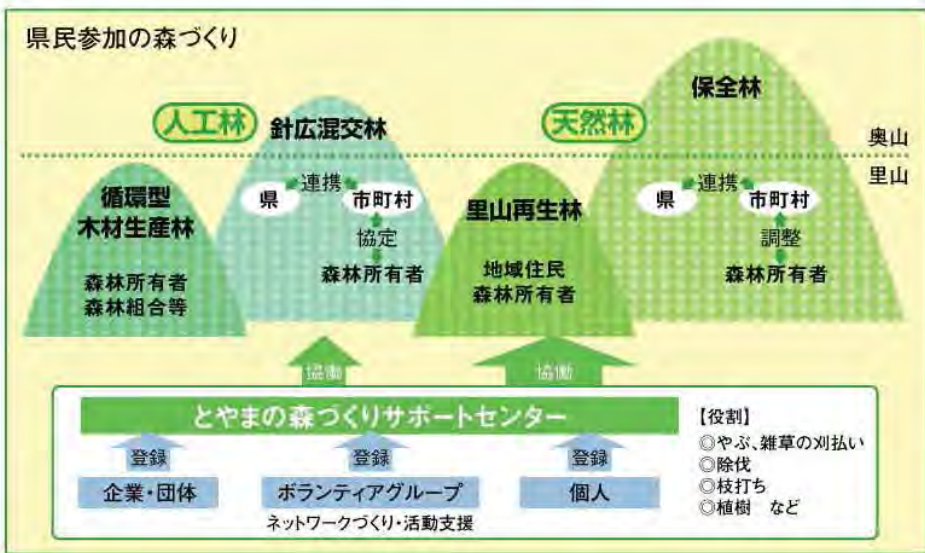 県民参加の森づくり
人工林
針広混交林
天然林
保全林
奥山
里山
循環型
木材生産林
森林所有者
森林組合等
県
連携
市町村
協定
森林所有者
里山再生林
地域住民
森林所有者
県
連携
市町村
調整
森林所有者
協働
協働
とやまの森づくりサポートセンター
登録
登録
登録
企業・団体
ボランティアグループ
個人
ネットワークづくり・活動支援
【役割】
◎やぶ、雑草の刈払い
◎除伐
◎枝打ち
◎植樹 など